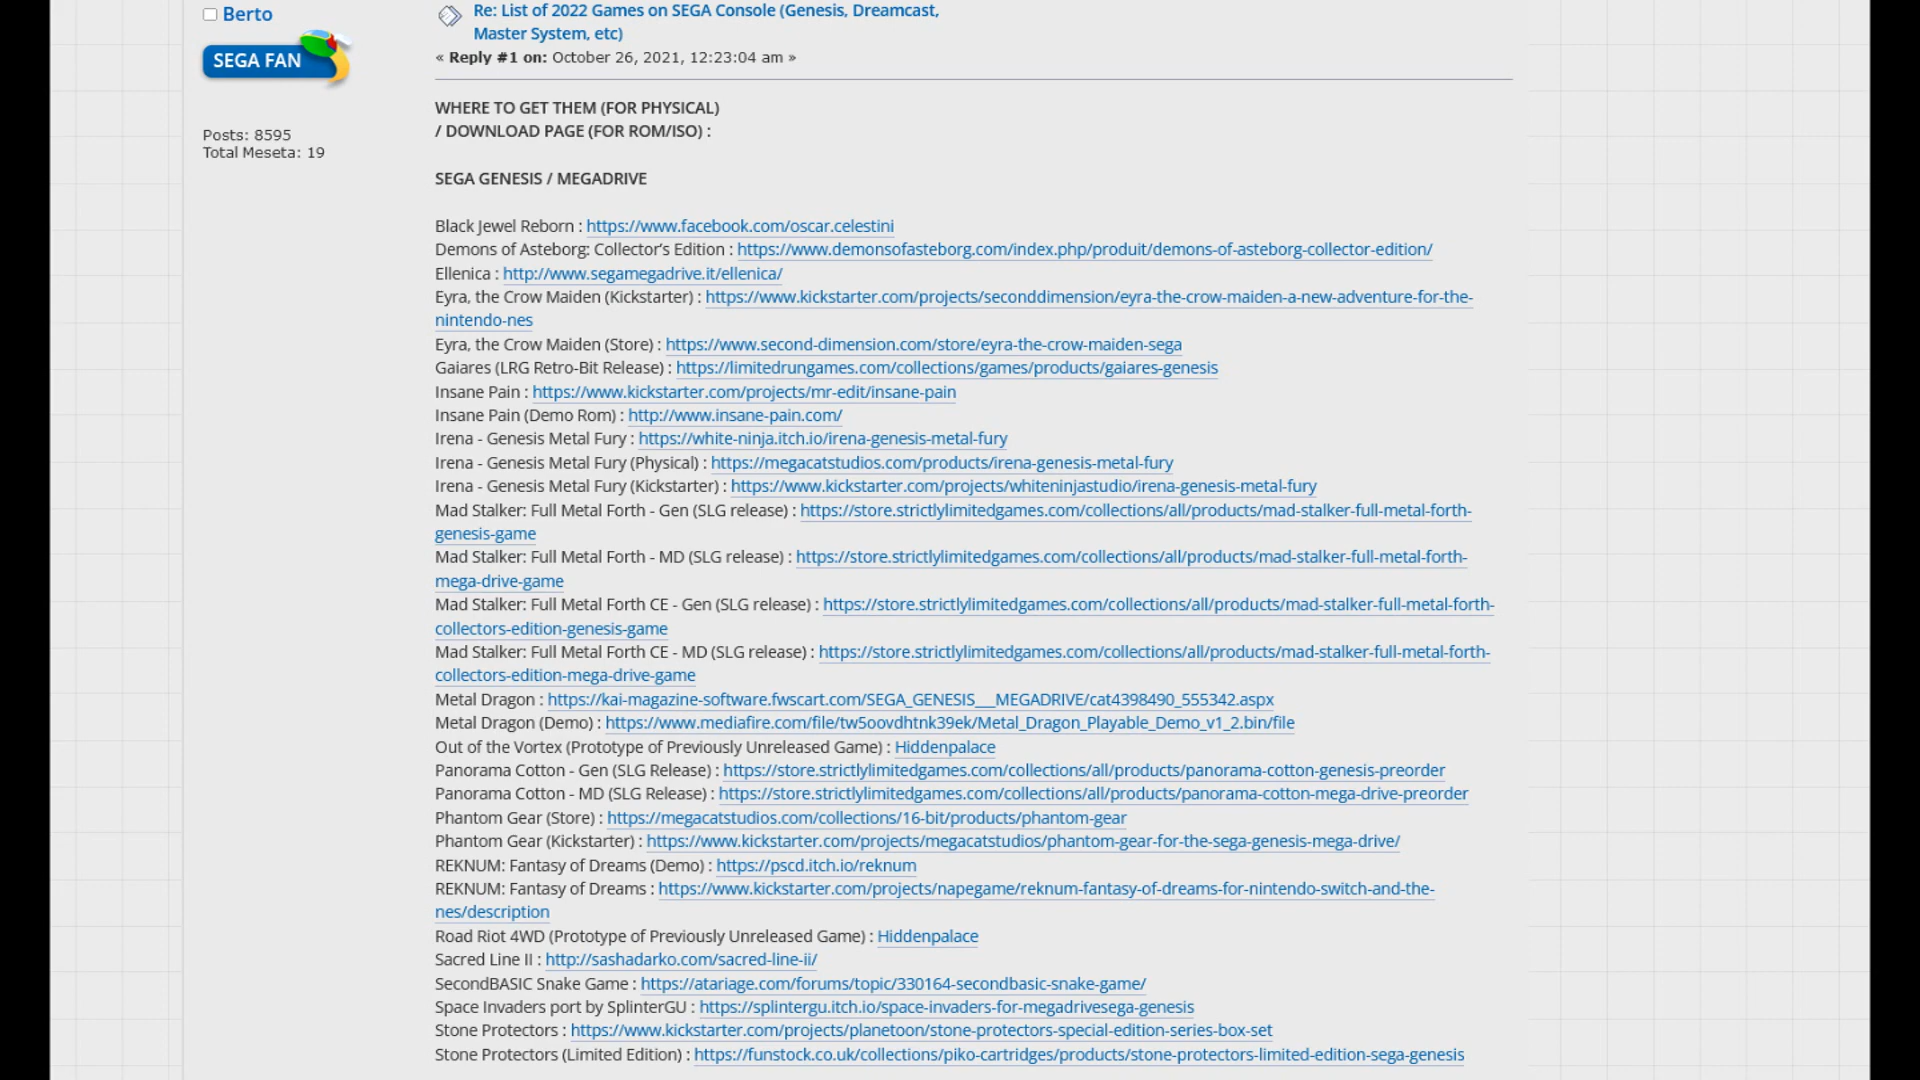 Berto
SEGA FAN
Posts: 8595
Total Meseta: 19
Re: List of 2022 Games on SEGA Console (Genesis, Dreamcast,
Master System, etc)
« Reply #1 on: October 26, 2021, 12:23:04 am »
WHERE TO GET THEM (FOR PHYSICAL)
/ DOWNLOAD PAGE (FOR ROM/ISO) :
SEGA GENESIS / MEGADRIVE
Black Jewel Reborn : https://www.facebook.com/oscar.celestini
Demons of Asteborg: Collector's Edition : https://www.demonsofasteborg.com/index.php/produit/demons-of-asteborg-collector-edition/
Ellenica : http://www.segamegadrive.it/ellenica/
Eyra, the Crow Maiden (Kickstarter) : https://www.kickstarter.com/projects/seconddimension/eyra-the-crow-maiden-a-new-adventure-for-the-
nintendo-nes
Eyra, the Crow Maiden (Store) : https://www.second-dimension.com/store/eyra-the-crow-maiden-sega
Gaiares (LRG Retro-Bit Release) : https://limitedrungames.com/collections/games/products/gaiares-genesis
Insane Pain : https://www.kickstarter.com/projects/mr-edit/insane-pain
Insane Pain (Demo Rom) : http://www.insane-pain.com/
Irena - Genesis Metal Fury : https://white-ninja.itch.io/irena-genesis-metal-fury
Irena - Genesis Metal Fury (Physical) : https://megacatstudios.com/products/irena-genesis-metal-fury
Irena - Genesis Metal Fury (Kickstarter) : https://www.kickstarter.com/projects/whiteninjastudio/irena-genesis-metal-fury
Mad Stalker: Full Metal Forth - Gen (SLG release) : https://store.strictlylimitedgames.com/collections/all/products/mad-stalker-full-metal-forth-
genesis-game
Mad Stalker: Full Metal Forth - MD (SLG release) : https://store.strictlylimitedgames.com/collections/all/products/mad-stalker-full-metal-forth-
mega-drive-game
Mad Stalker: Full Metal Forth CE - Gen (SLG release) : https://store.strictlylimitedgames.com/collections/all/products/mad-stalker-full-metal-forth-
collectors-edition-genesis-game
Mad Stalker: Full Metal Forth CE - MD (SLG release) : https://store.strictlylimitedgames.com/collections/all/products/mad-stalker-full-metal-forth-
collectors-edition-mega-drive-game
Metal Dragon : https://kai-magazine-software.fwscart.com/SEGA_GENESIS___MEGADRIVE/cat4398490_555342.aspx
Metal Dragon (Demo) : https://www.mediafire.com/file/tw5oovdhtnk39ek/Metal_Dragon_Playable_Demo_v1_2.bin/file
Out of the Vortex (Prototype of Previously Unreleased Game) : Hiddenpalace
Panorama Cotton - Gen (SLG Release) : https://store.strictlylimitedgames.com/collections/all/products/panorama-cotton-genesis-preorder
Panorama Cotton - MD (SLG Release) : https://store.strictlylimitedgames.com/collections/all/products/panorama-cotton-mega-drive-preorder
Phantom Gear (Store) : https://megacatstudios.com/collections/16-bit/products/phantom-gear
Phantom Gear (Kickstarter) : https://www.kickstarter.com/projects/megacatstudios/phantom-gear-for-the-sega-genesis-mega-drive/
REKNUM: Fantasy of Dreams (Demo) : https://pscd.itch.io/reknum
REKNUM: Fantasy of Dreams : https://www.kickstarter.com/projects/napegame/reknum-fantasy-of-dreams-for-nintendo-switch-and-the-
nes/description
Road Riot 4WD (Prototype of Previously Unreleased Game) : Hiddenpalace
Sacred Line II : http://sashadarko.com/sacred-line-ii/
SecondBASIC Snake Game : https://atariage.com/forums/topic/330164-secondbasic-snake-game/
Space Invaders port by SplinterGU : https://splintergu.itch.io/space-invaders-for-megadrivesega-genesis
Stone Protectors : https://www.kickstarter.com/projects/planetoon/stone-protectors-special-edition-series-box-set
Stone Protectors (Limited Edition) : https://funstock.co.uk/collections/piko-cartridges/products/stone-protectors-limited-edition-sega-genesis